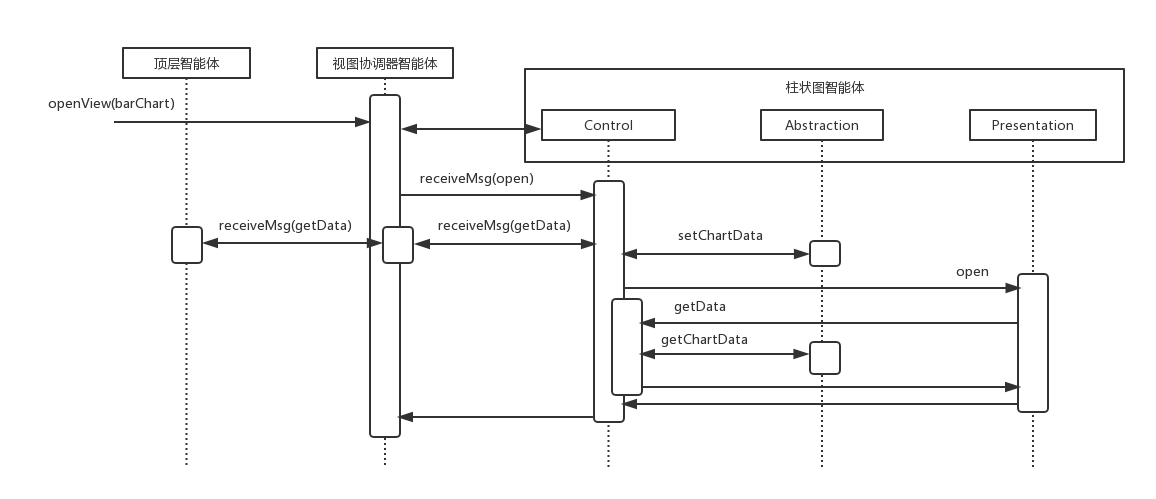 顶层智能体
视图协调器智能体
柱状图智能体
openView(barChart)
Control
Abstraction
Presentation
receiveMsg(open)
receiveMsg(getData)
receiveMsg(getData)
setChartData
open
getData
getChartData